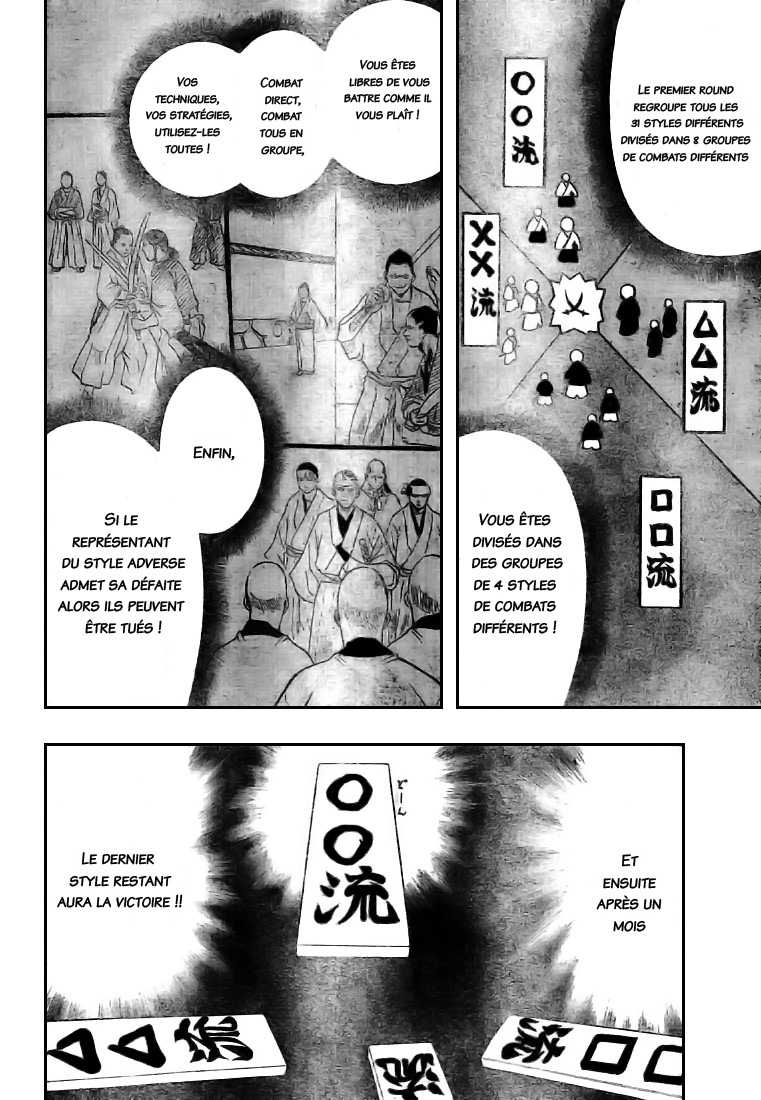 LE PREMIER ROUND
REGROUPE TOUS LES
31 STYLES DIFFÉRENTS
DIVISÉS DANS 8 GROUPES
DE COMBATS DIFFÉRENTS
○○流
××流
△△流
□□流
VOUS ÊTES
DIVISÉS DANS
DES GROUPES
DE 4 STYLES
DE COMBATS
DIFFÉRENTS !
VOUS ÊTES
LIBRES DE VOUS
BATTRE COMME IL
VOUS PLAÎT !
COMBAT
DIRECT,
COMBAT
TOUS EN
GROUPE,
VOS
TECHNIQUES,
VOS STRATÉGIES,
UTILISEZ-LES
TOUTES !
ENFIN,
SI LE
REPRÉSENTANT
DU STYLE ADVERSE
ADMET SA DÉFAITE
ALORS ILS PEUVENT
ÊTRE TUÉS !
ET
ENSUITE
APRÈS UN
MOIS
どーん
○○流
LE DERNIER
STYLE RESTANT
AURA LA VICTOIRE !!
□□流
流
△△流